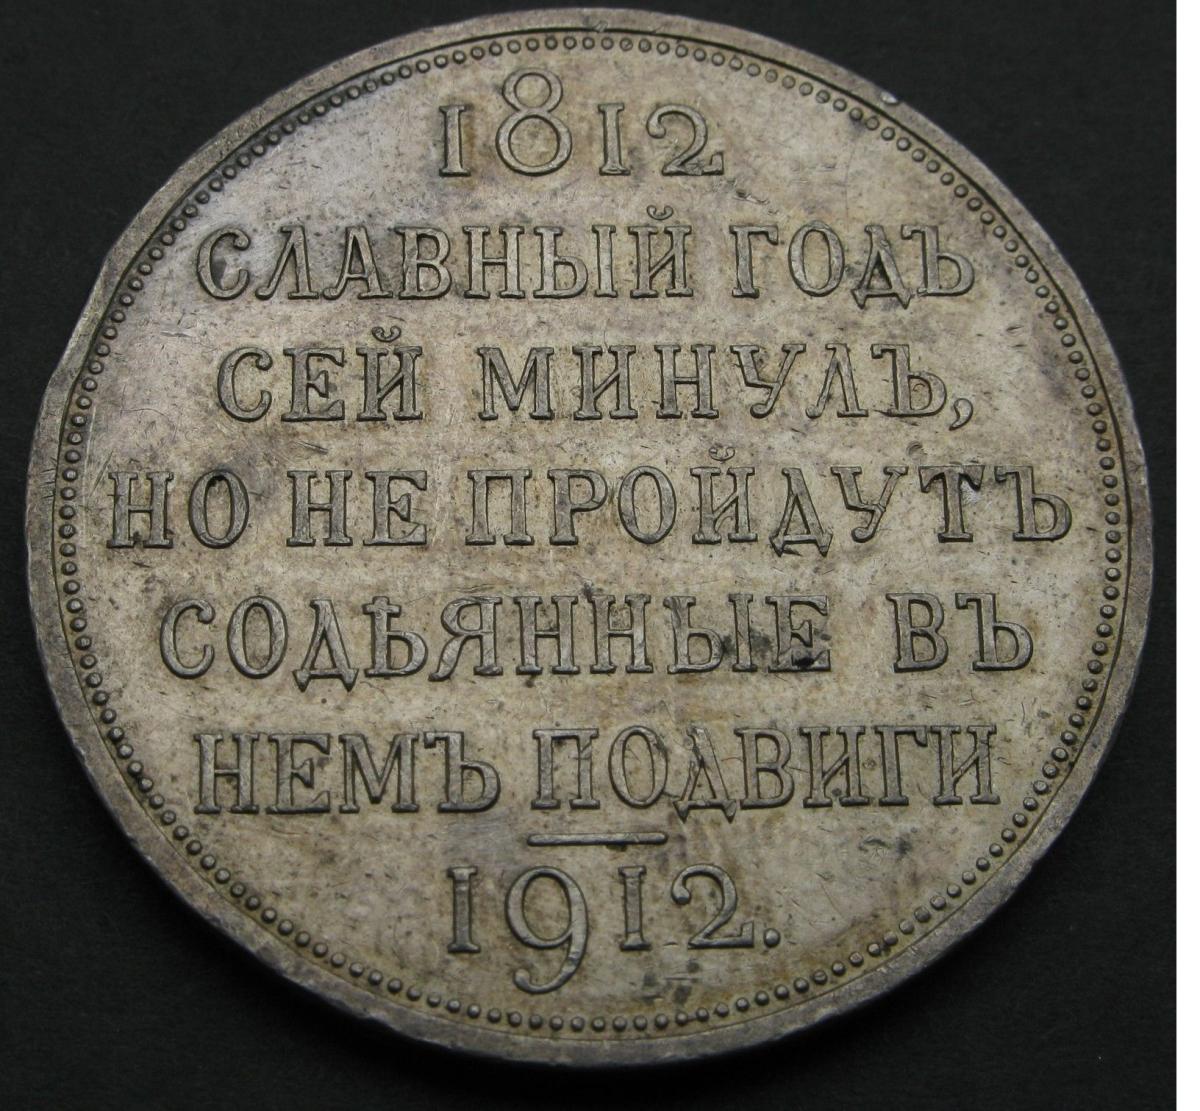 1812
СЛАВНЫЙ ГОДЪ
СЕЙ МИНУЛЪ,
НО НЕ ПРОЙДУТЪ
СОДѢЯННЫЕ ВЪ
НЕМЪ ПОДВИГИ
1912.